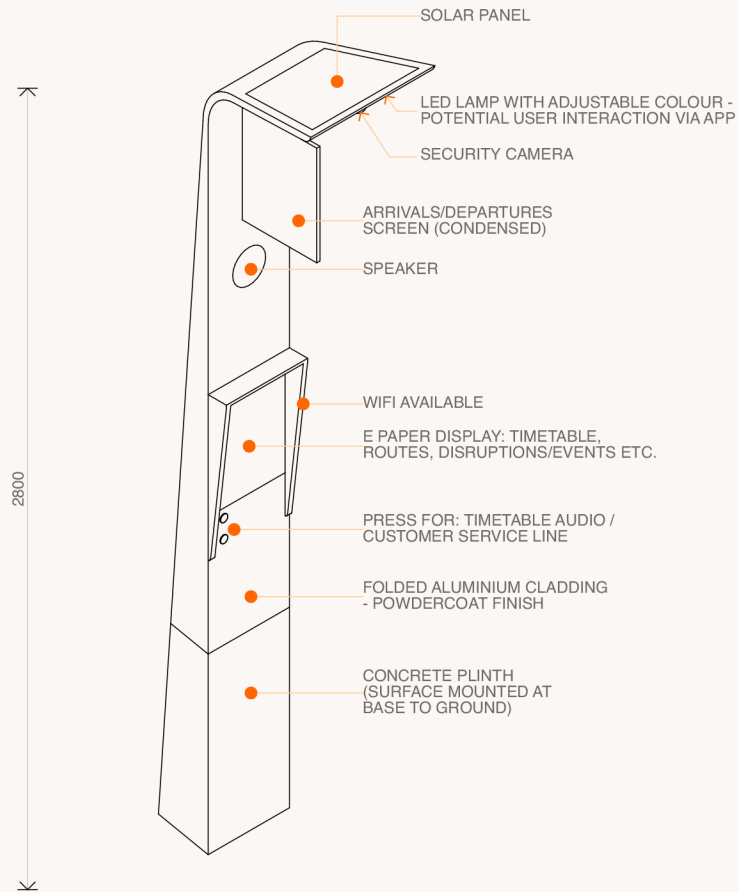 SOLAR PANEL
LED LAMP WITH ADJUSTABLE COLOUR -
POTENTIAL USER INTERACTION VIA APP
SECURITY CAMERA
ARRIVALS/DEPARTURES
SCREEN (CONDENSED)
SPEAKER
WIFI AVAILABLE
E PAPER DISPLAY: TIMETABLE,
ROUTES, DISRUPTIONS/EVENTS ETC.
2800
PRESS FOR: TIMETABLE AUDIO /
CUSTOMER SERVICE LINE
FOLDED ALUMINIUM CLADDING
- POWDERCOAT FINISH
CONCRETE PLINTH
(SURFACE MOUNTED AT
BASE TO GROUND)